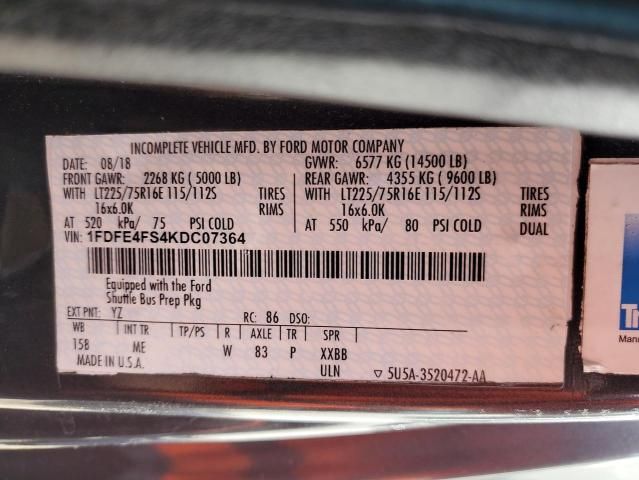 INCOMPLETE VEHICLE MFD. BY FORD MOTOR COMPANY
DATE: 08/18 GVWR: 6577 KG (14500 LB)
FRONT GAWR: 2268 KG (5000 LB) REAR GAWR: 4355 KG (9600 LB)
WITH LT225/75R16E 115/112S TIRES WITH LT225/75R16E 115/112S TIRES
16x6.0K RIMS 16x6.0K RIMS
AT 520 kPa/ 75 PSI COLD AT 550 kPa/ 80 PSI COLD DUAL
VIN: 1FDFE4FS4KDC07364
Equipped with the Ford
Shuttle Bus Prep Pkg
EXT PNT: YZ RC: 86 DSO:
WB INT TR TP/PS R AXLE TR SPR
158 ME W 83 P XXBB
MADE IN U.S.A. ULN ▽ 5U5A-3520472-AA